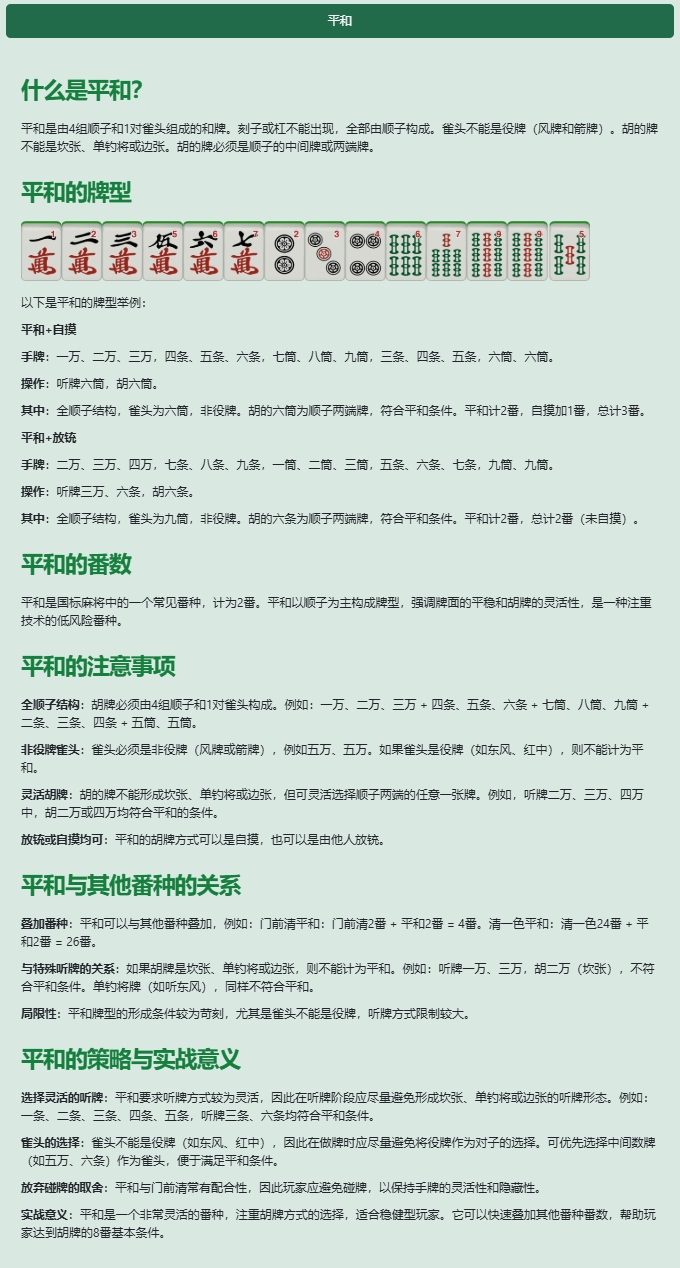 平和
什么是平和？
平和是由4组顺子和1对雀头组成的和牌。刻子或杠不能出现，全部由顺子构成。雀头不能是役牌（风牌和箭牌）。胡的牌
不能是坎张、单钓将或边张。胡的牌必须是顺子的中间牌或两端牌。
平和的牌型
一萬 1 二萬 2 三萬 3 伍萬 5 六萬 6 七萬 7 2 3 4 6 7 9 9 5
以下是平和的牌型举例：
平和+自摸
手牌：一万、二万、三万，四条、五条、六条，七筒、八筒、九筒，三条、四条、五条，六筒、六筒。
操作：听牌六筒，胡六筒。
其中：全顺子结构，雀头为六筒，非役牌。胡的六筒为顺子两端牌，符合平和条件。平和计2番，自摸加1番，总计3番。
平和+放铳
手牌：二万、三万、四万，七条、八条、九条，一筒、二筒、三筒，五条、六条、七条，九筒、九筒。
操作：听牌三万、六条，胡六条。
其中：全顺子结构，雀头为九筒，非役牌。胡的六条为顺子两端牌，符合平和条件。平和计2番，总计2番（未自摸）。
平和的番数
平和是国标麻将中的一个常见番种，计为2番。平和以顺子为主构成牌型，强调牌面的平稳和胡牌的灵活性，是一种注重
技术的低风险番种。
平和的注意事项
全顺子结构：胡牌必须由4组顺子和1对雀头构成。例如：一万、二万、三万 + 四条、五条、六条 + 七筒、八筒、九筒 +
二条、三条、四条 + 五筒、五筒。
非役牌雀头：雀头必须是非役牌（风牌或箭牌），例如五万、五万。如果雀头是役牌（如东风、红中），则不能计为平
和。
灵活胡牌：胡的牌不能形成坎张、单钓将或边张，但可灵活选择顺子两端的任意一张牌。例如，听牌二万、三万、四万
中，胡二万或四万均符合平和的条件。
放铳或自摸均可：平和的胡牌方式可以是自摸，也可以是由他人放铳。
平和与其他番种的关系
叠加番种：平和可以与其他番种叠加，例如：门前清平和：门前清2番 + 平和2番 = 4番。清一色平和：清一色24番 + 平
和2番 = 26番。
与特殊听牌的关系：如果胡牌是坎张、单钓将或边张，则不能计为平和。例如：听牌一万、三万，胡二万（坎张），不符
合平和条件。单钓将牌（如听东风），同样不符合平和。
局限性：平和牌型的形成条件较为苛刻，尤其是雀头不能是役牌，听牌方式限制较大。
平和的策略与实战意义
选择灵活的听牌：平和要求听牌方式较为灵活，因此在听牌阶段应尽量避免形成坎张、单钓将或边张的听牌形态。例如：
一条、二条、三条、四条、五条，听牌三条、六条均符合平和条件。
雀头的选择：雀头不能是役牌（如东风、红中），因此在做牌时应尽量避免将役牌作为对子的选择。可优先选择中间数牌
（如五万、六条）作为雀头，便于满足平和条件。
放弃碰牌的取舍：平和与门前清常有配合性，因此玩家应避免碰牌，以保持手牌的灵活性和隐藏性。
实战意义：平和是一个非常灵活的番种，注重胡牌方式的选择，适合稳健型玩家。它可以快速叠加其他番种番数，帮助玩
家达到胡牌的8番基本条件。